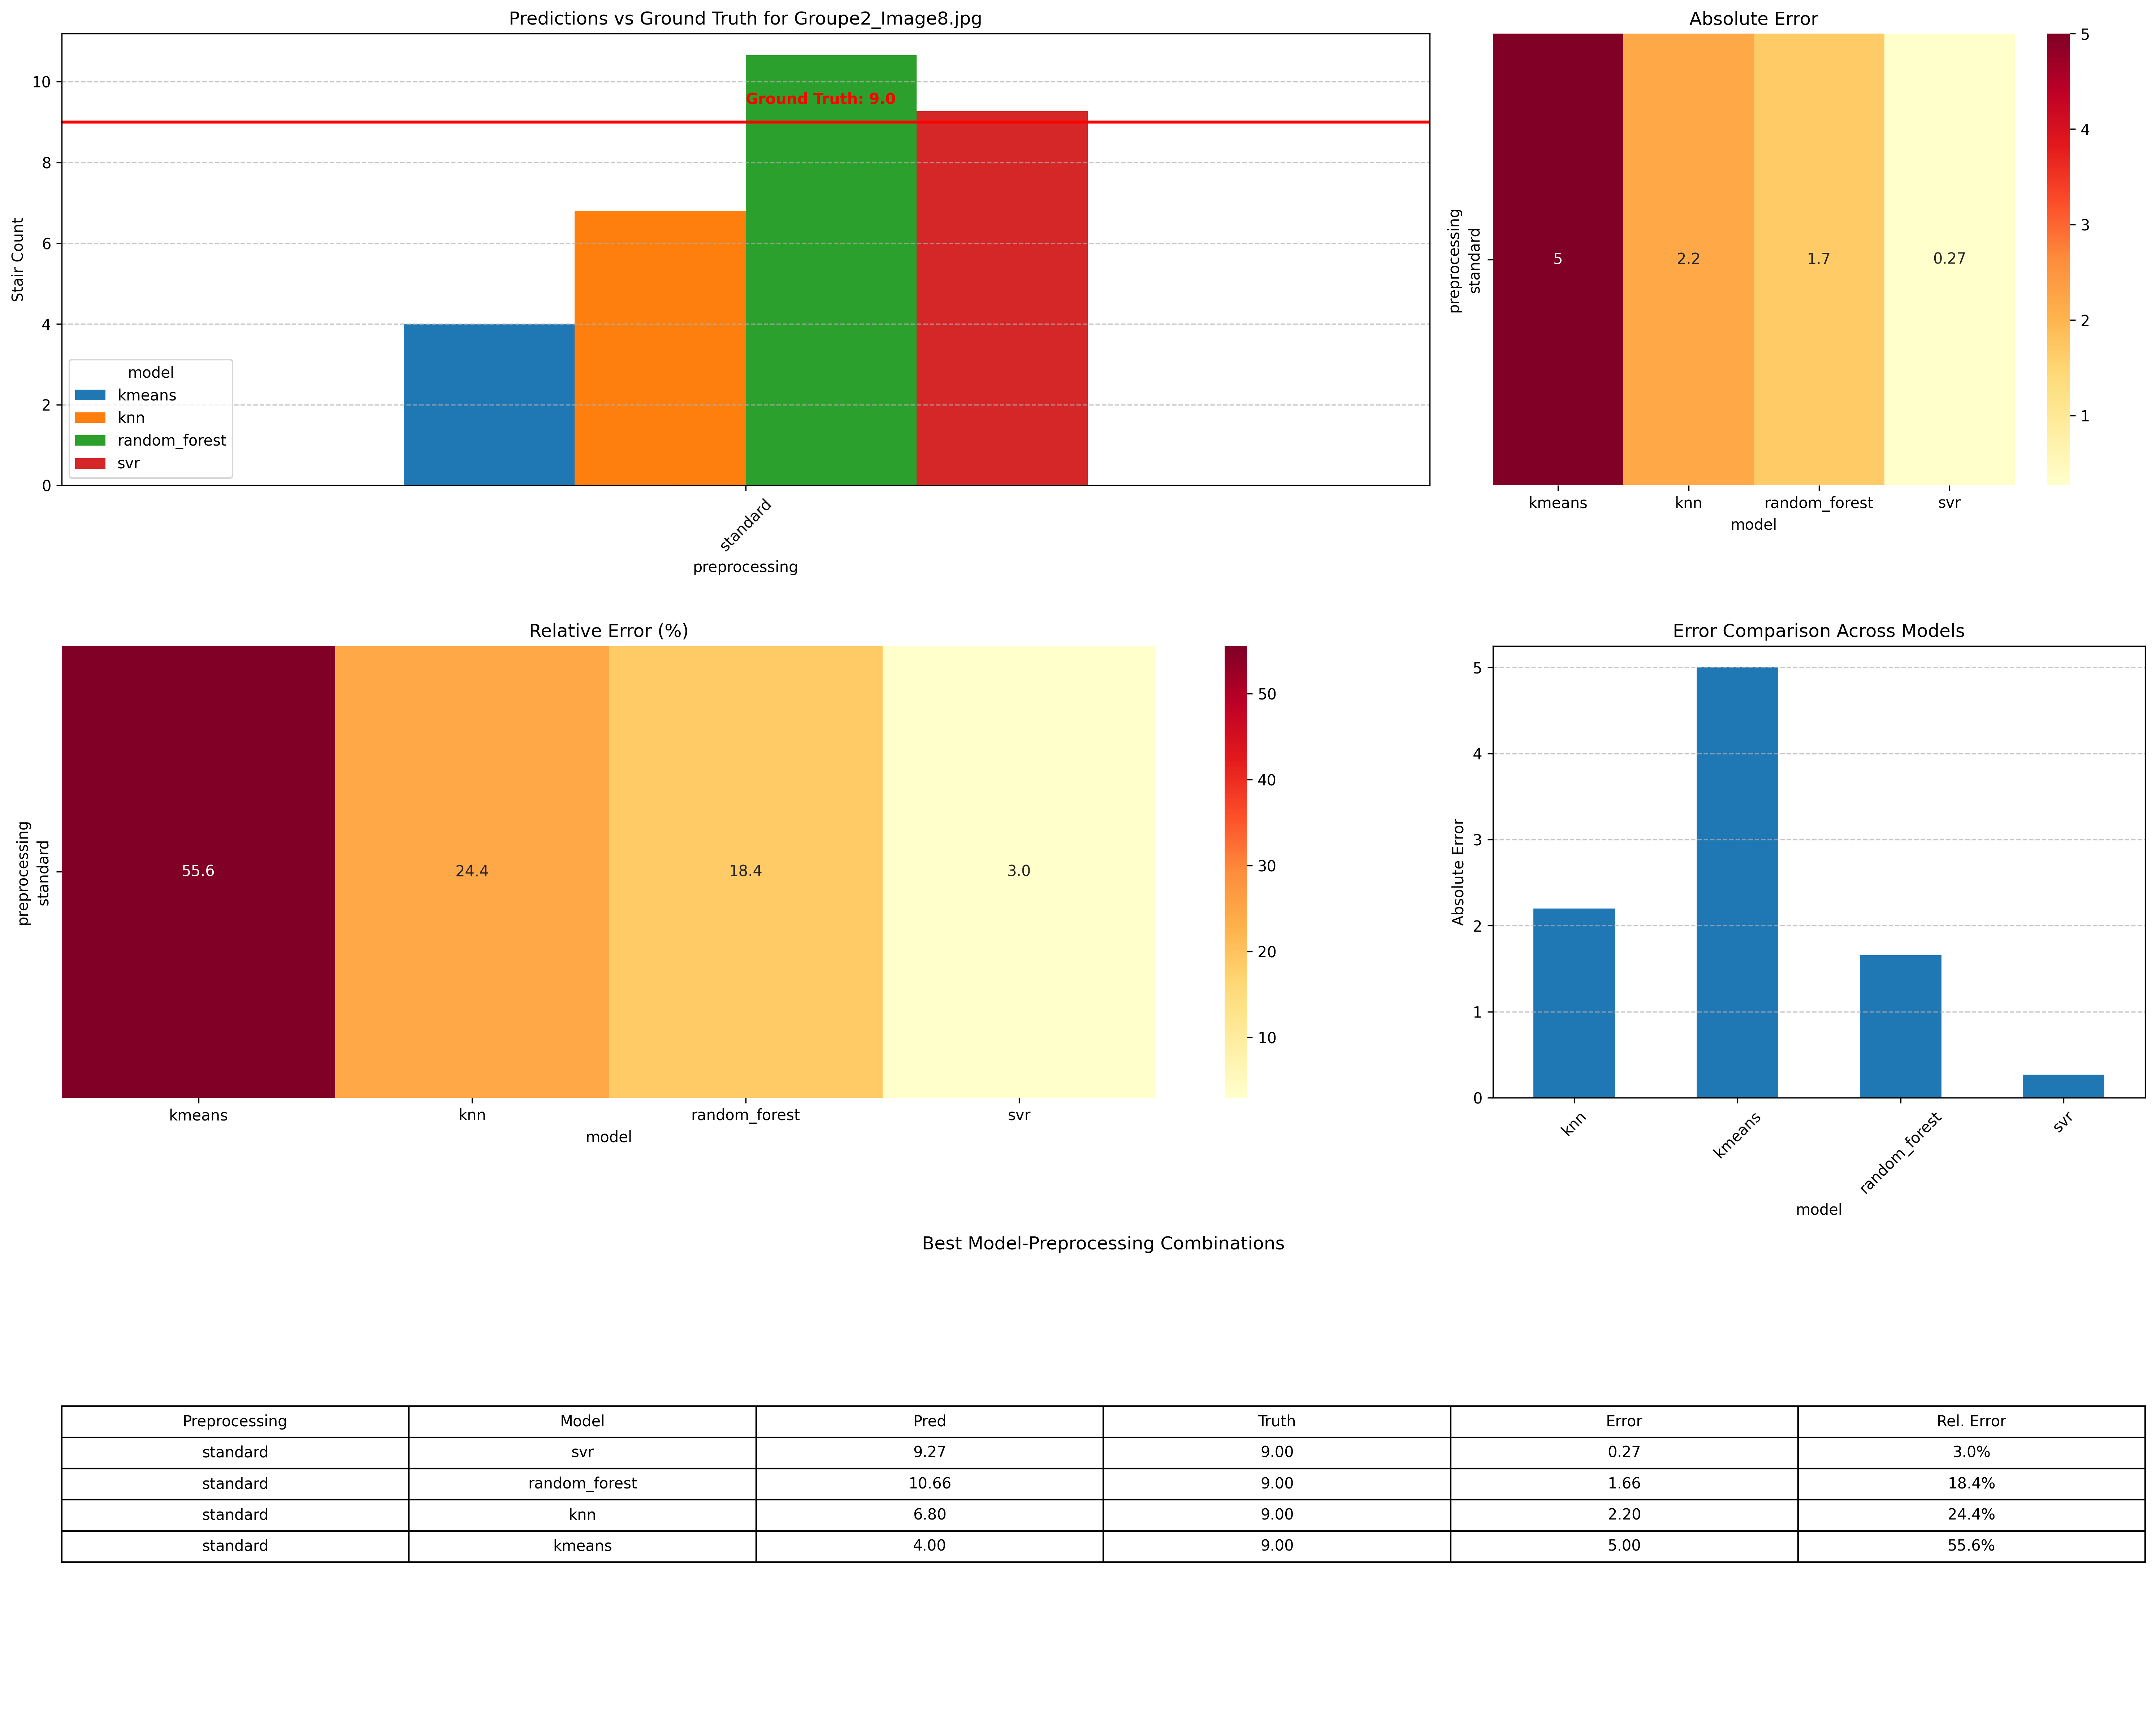 Predictions vs Ground Truth for Groupe2_Image8.jpg
Stair Count
10
8
6
4
2
0
Ground Truth: 9.0
model
kmeans
knn
random_forest
svr
standard
preprocessing
Absolute Error
preprocessing
standard
5 2.2 1.7 0.27
kmeans knn random_forest svr
model
5
4
3
2
1
Relative Error (%)
preprocessing
standard
55.6 24.4 18.4 3.0
kmeans knn random_forest svr
model
50
40
30
20
10
Error Comparison Across Models
Absolute Error
5
4
3
2
1
0
knn kmeans random_forest svr
model
Best Model-Preprocessing Combinations
Preprocessing Model Pred Truth Error Rel. Error
standard svr 9.27 9.00 0.27 3.0%
standard random_forest 10.66 9.00 1.66 18.4%
standard knn 6.80 9.00 2.20 24.4%
standard kmeans 4.00 9.00 5.00 55.6%